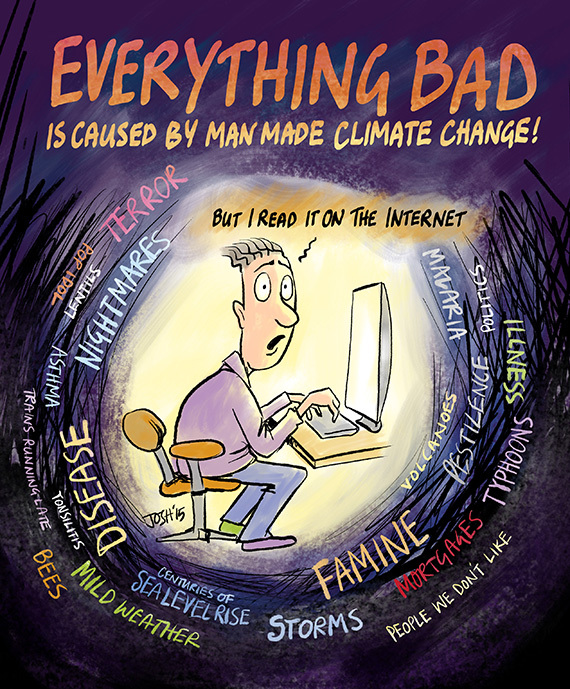 EVERYTHING BAD
IS CAUSED BY MAN MADE CLIMATE CHANGE!
BUT I READ IT ON THE INTERNET
TERROR
POP IDOL
LENTILS
NIGHTMARES
ASTHMA
TRAINS RUNNING LATE
DISEASE
TONSILITIS
BEES
MILD WEATHER
CENTURIES OF
SEA LEVEL RISE
STORMS
FAMINE
MORTGAGES
PEOPLE WE DON'T LIKE
VOLCANOES
PESTILENCE
TYPHOONS
ILLNESS
POLITICS
MALARIA
JOSH '15